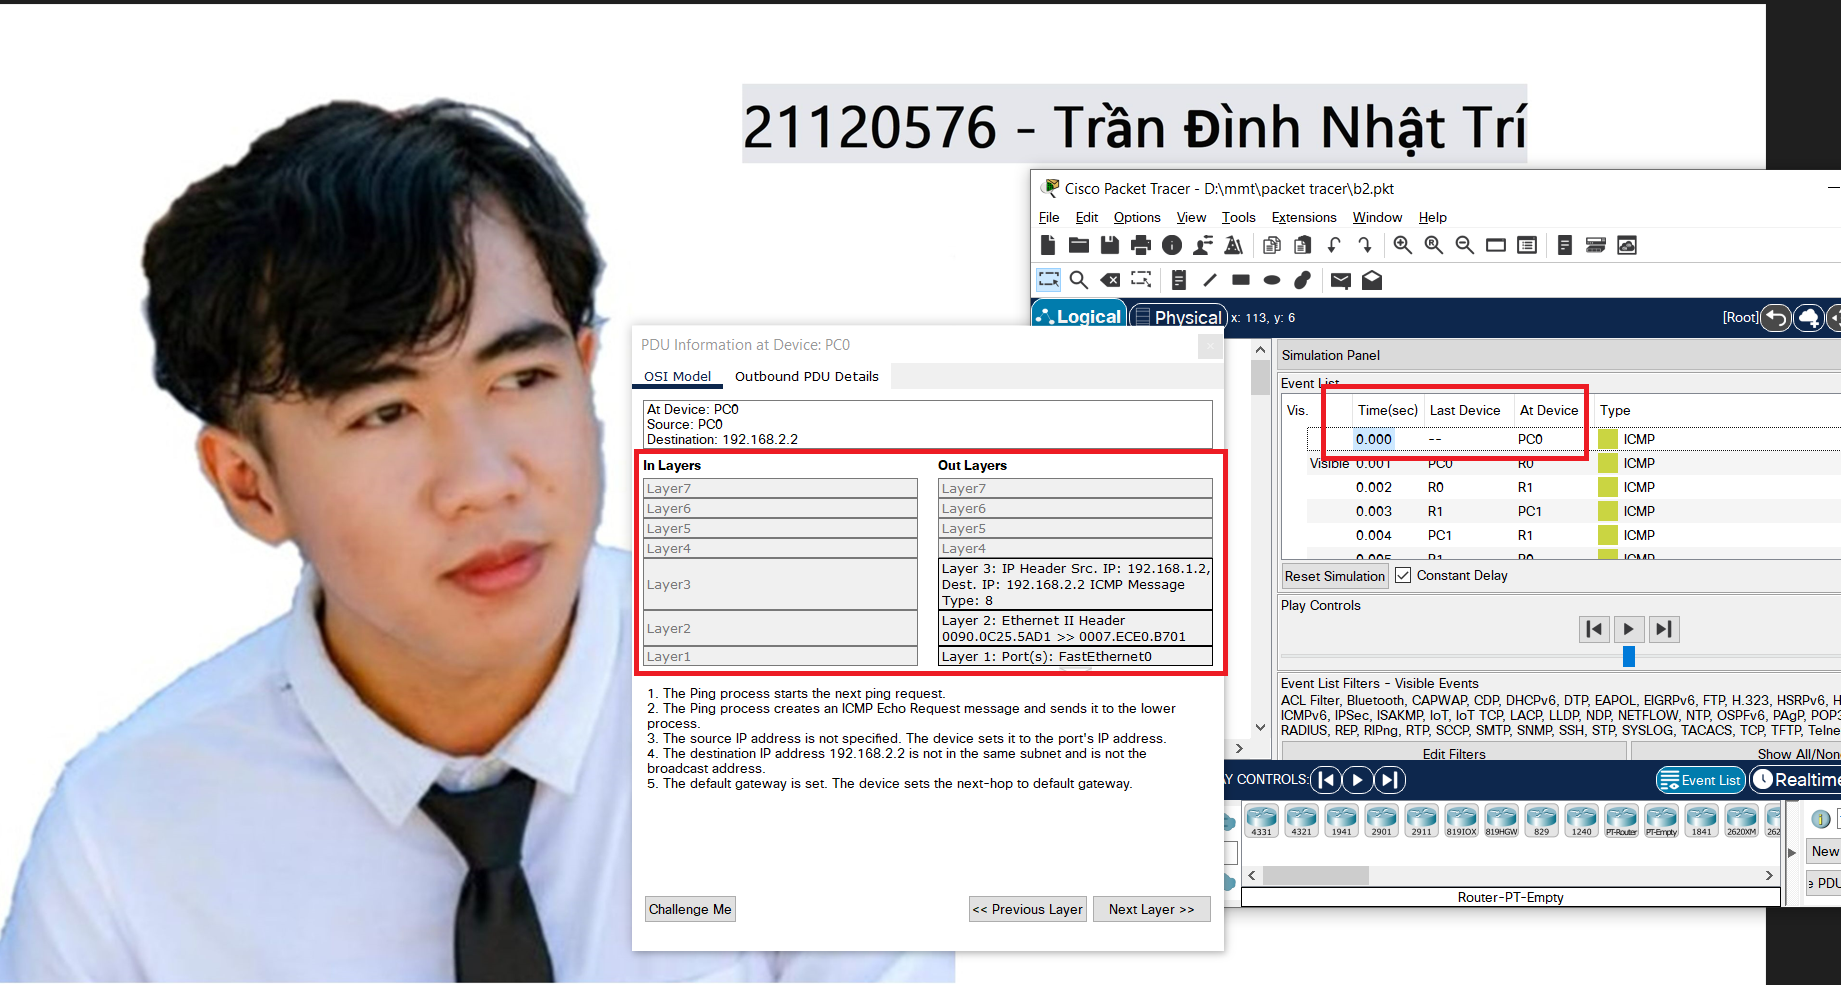 21120576 - Trần Đình Nhật Trí
Cisco Packet Tracer - D:\mmt\packet tracer\b2.pkt
File Edit Options View Tools Extensions Window Help
Logical Physical x: 113, y: 6 [Root]
PDU Information at Device: PC0
OSI Model Outbound PDU Details
At Device: PC0
Source: PC0
Destination: 192.168.2.2
In Layers Out Layers
Layer7 Layer7
Layer6 Layer6
Layer5 Layer5
Layer4 Layer4
Layer3
Layer 3: IP Header Src. IP: 192.168.1.2,
Dest. IP: 192.168.2.2 ICMP Message
Type: 8
Layer2
Layer 2: Ethernet II Header
0090.0C25.5AD1 >> 0007.ECE0.B701
Layer1 Layer 1: Port(s): FastEthernet0
1. The Ping process starts the next ping request.
2. The Ping process creates an ICMP Echo Request message and sends it to the lower
process.
3. The source IP address is not specified. The device sets it to the port's IP address.
4. The destination IP address 192.168.2.2 is not in the same subnet and is not the
broadcast address.
5. The default gateway is set. The device sets the next-hop to default gateway.
Challenge Me << Previous Layer Next Layer >>
Simulation Panel
Event List
Vis. Time(sec) Last Device At Device Type
0.000 -- PC0 ICMP
Visible 0.001 PC0 R0 ICMP
0.002 R0 R1 ICMP
0.003 R1 PC1 ICMP
0.004 PC1 R1 ICMP
0.005 R1 R0 ICMP
Reset Simulation Constant Delay
Play Controls
Event List Filters - Visible Events
ACL Filter, Bluetooth, CAPWAP, CDP, DHCPv6, DTP, EAPOL, EIGRPv6, FTP, H.323, HSRPv6, H
ICMPv6, IPSec, ISAKMP, IoT, IoT TCP, LACP, LLDP, NDP, NETFLOW, NTP, OSPFv6, PAgP, POP3
RADIUS, REP, RIPng, RTP, SCCP, SMTP, SNMP, SSH, STP, SYSLOG, TACACS, TCP, TFTP, Telne
Edit Filters Show All/Non
AY CONTROLS: Event List Realtime
4331 4321 1941 2901 2911 819IOX 819HGW 829 1240 PT-Router PT-Empty 1841 2620XM 262
New
e PDU
Router-PT-Empty